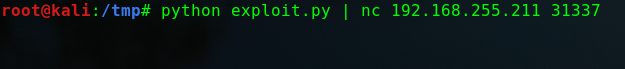 root@kali:/tmp# python exploit.py | nc 192.168.255.211 31337